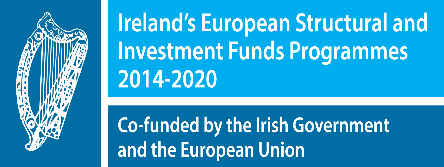 Ireland's European Structural and
Investment Funds Programmes
2014-2020
Co-funded by the Irish Government
and the European Union